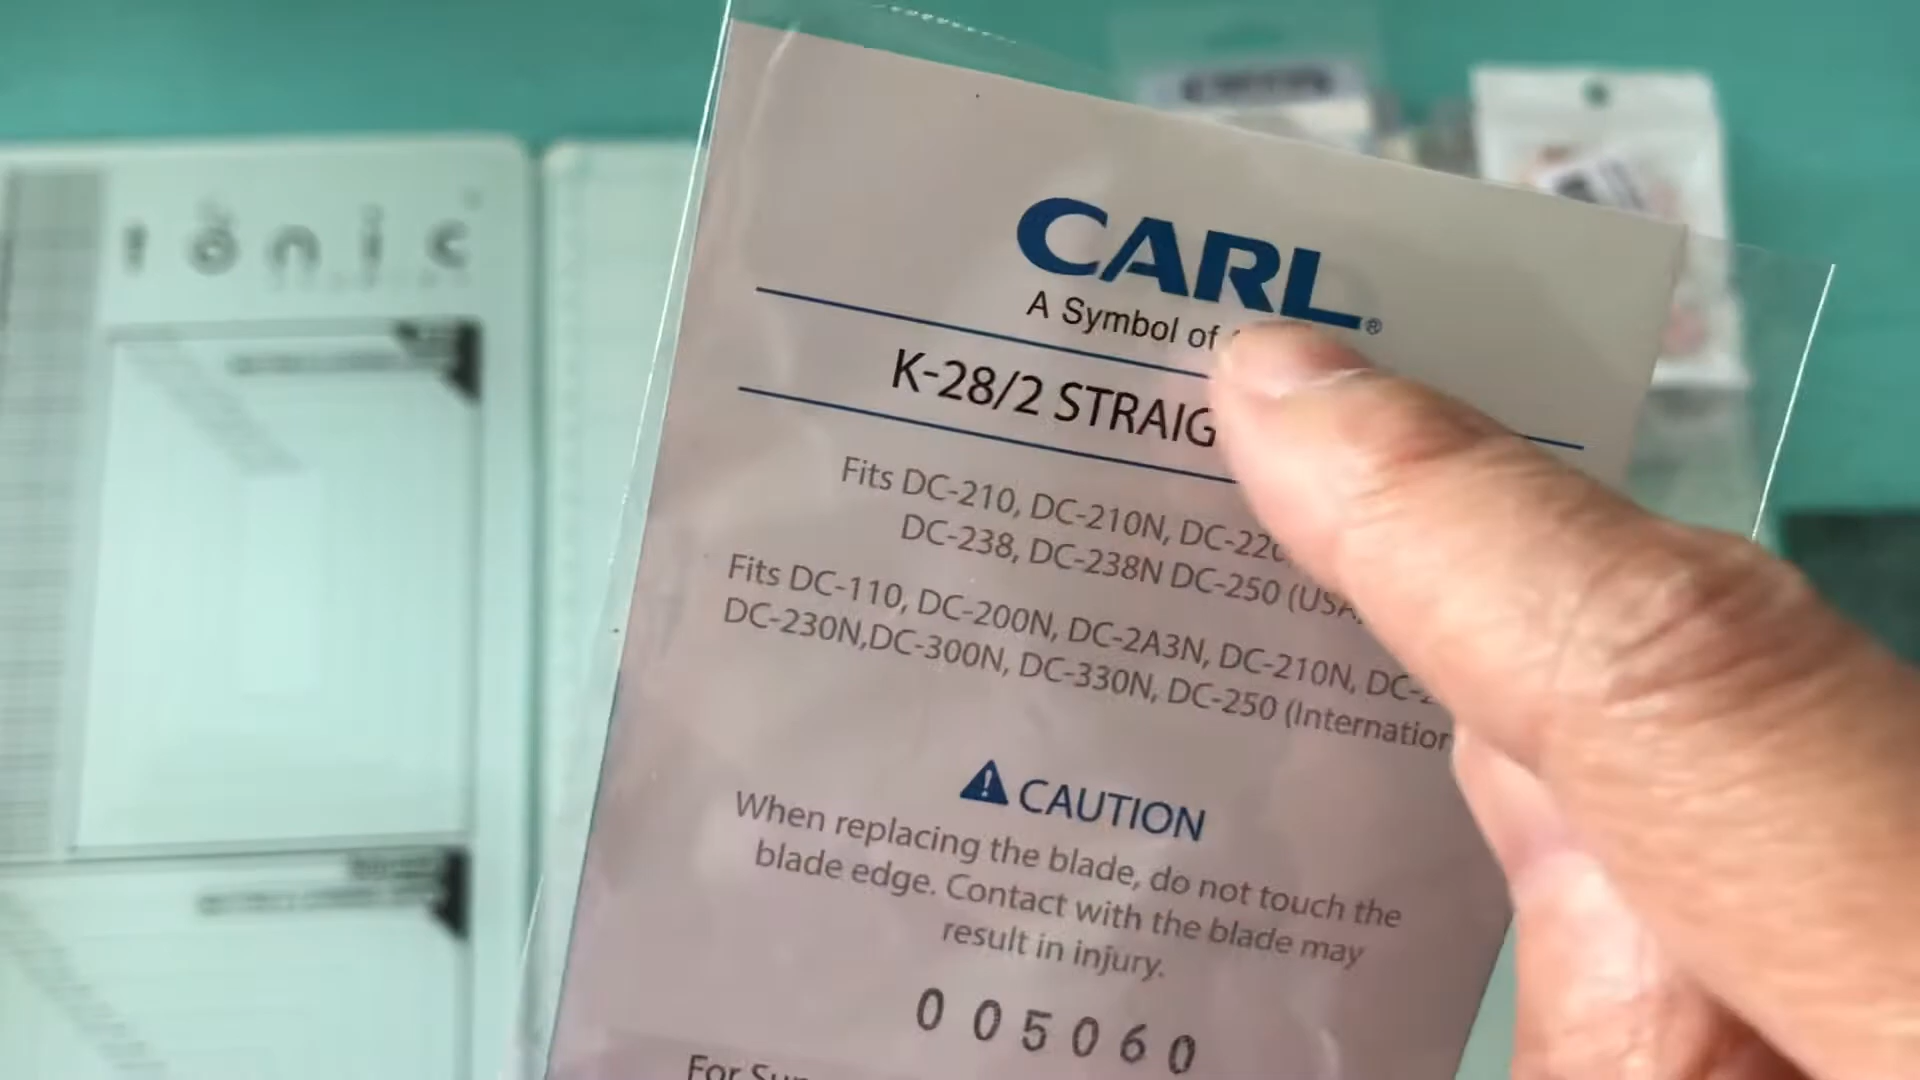 tonic
CARL®
A Symbol of
K-28/2 STRAIG
Fits DC-210, DC-210N, DC-220
DC-238, DC-238N DC-250 (USA,
Fits DC-110, DC-200N, DC-2A3N, DC-210N, DC-2
DC-230N,DC-300N, DC-330N, DC-250 (Internation
CAUTION
When replacing the blade, do not touch the
blade edge. Contact with the blade may
result in injury.
005060
For